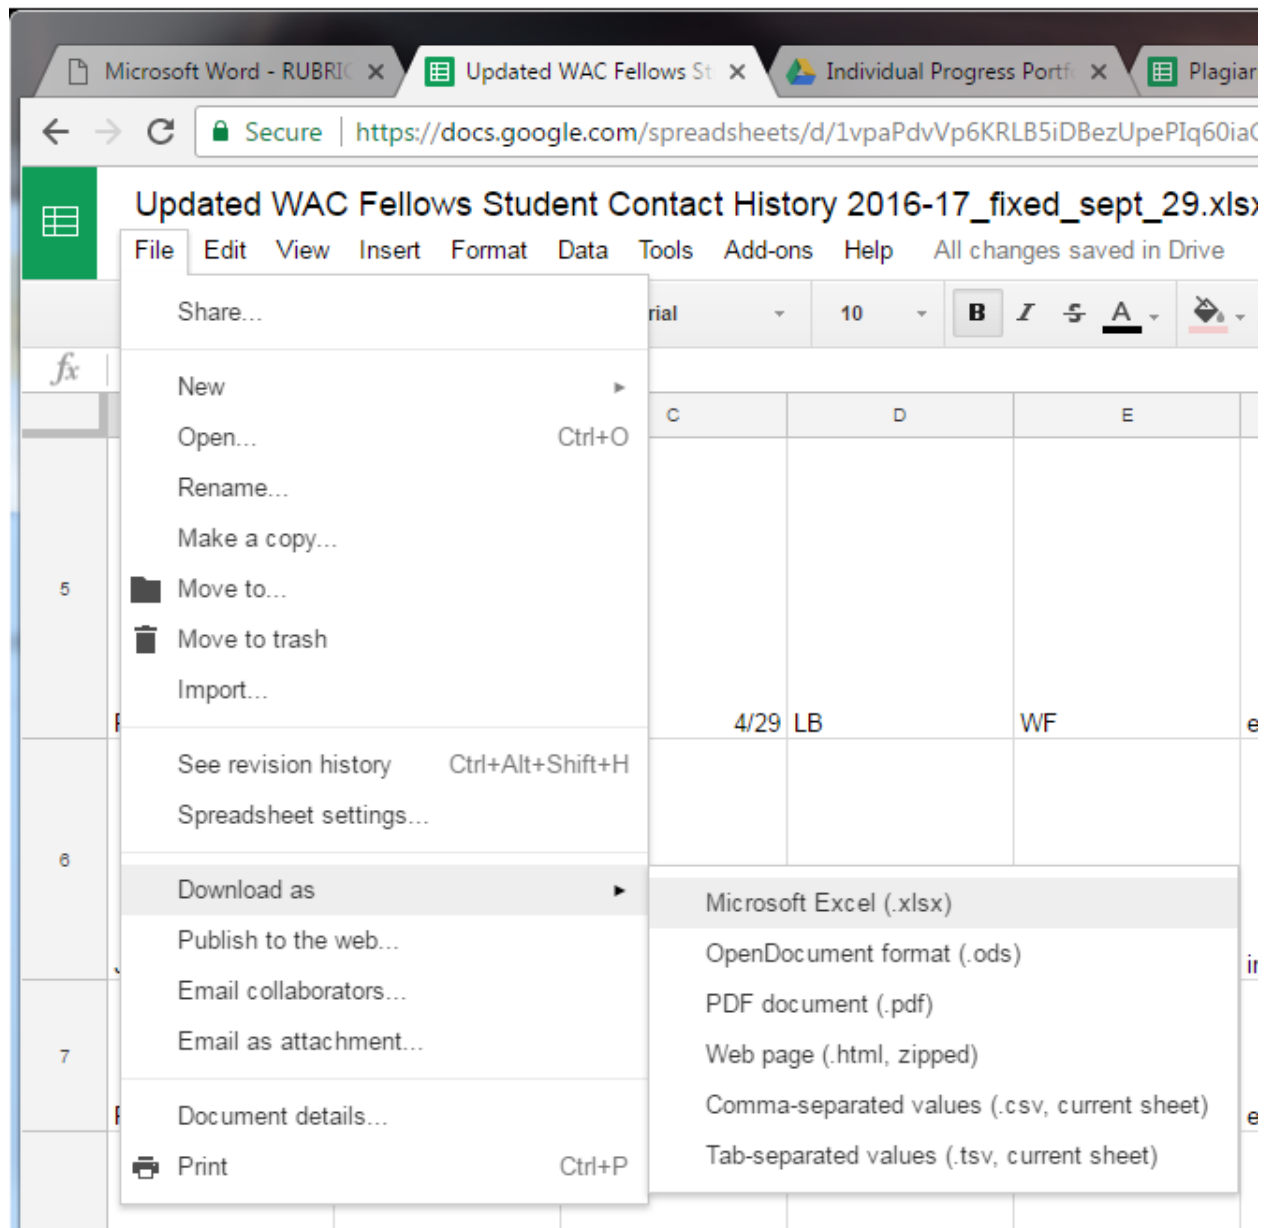 Microsoft Word - RUBRIC
Updated WAC Fellows St
Individual Progress Portf
Plagiar
Secure
https://docs.google.com/spreadsheets/d/1vpaPdvVp6KRLB5iDBezUpePIq60ia
Updated WAC Fellows Student Contact History 2016-17_fixed_sept_29.xlsx
File Edit View Insert Format Data Tools Add-ons Help All changes saved in Drive
rial 10 B I S A
fx
C D E
Share...
New
Open... Ctrl+O
Rename...
Make a copy...
5
Move to...
Move to trash
Import...
4/29 LB WF e
See revision history Ctrl+Alt+Shift+H
Spreadsheet settings...
6
Download as
Microsoft Excel (.xlsx)
Publish to the web...
OpenDocument format (.ods)
Email collaborators...
PDF document (.pdf)
Email as attachment...
Web page (.html, zipped)
7
Document details...
Comma-separated values (.csv, current sheet)
e
Print Ctrl+P
Tab-separated values (.tsv, current sheet)